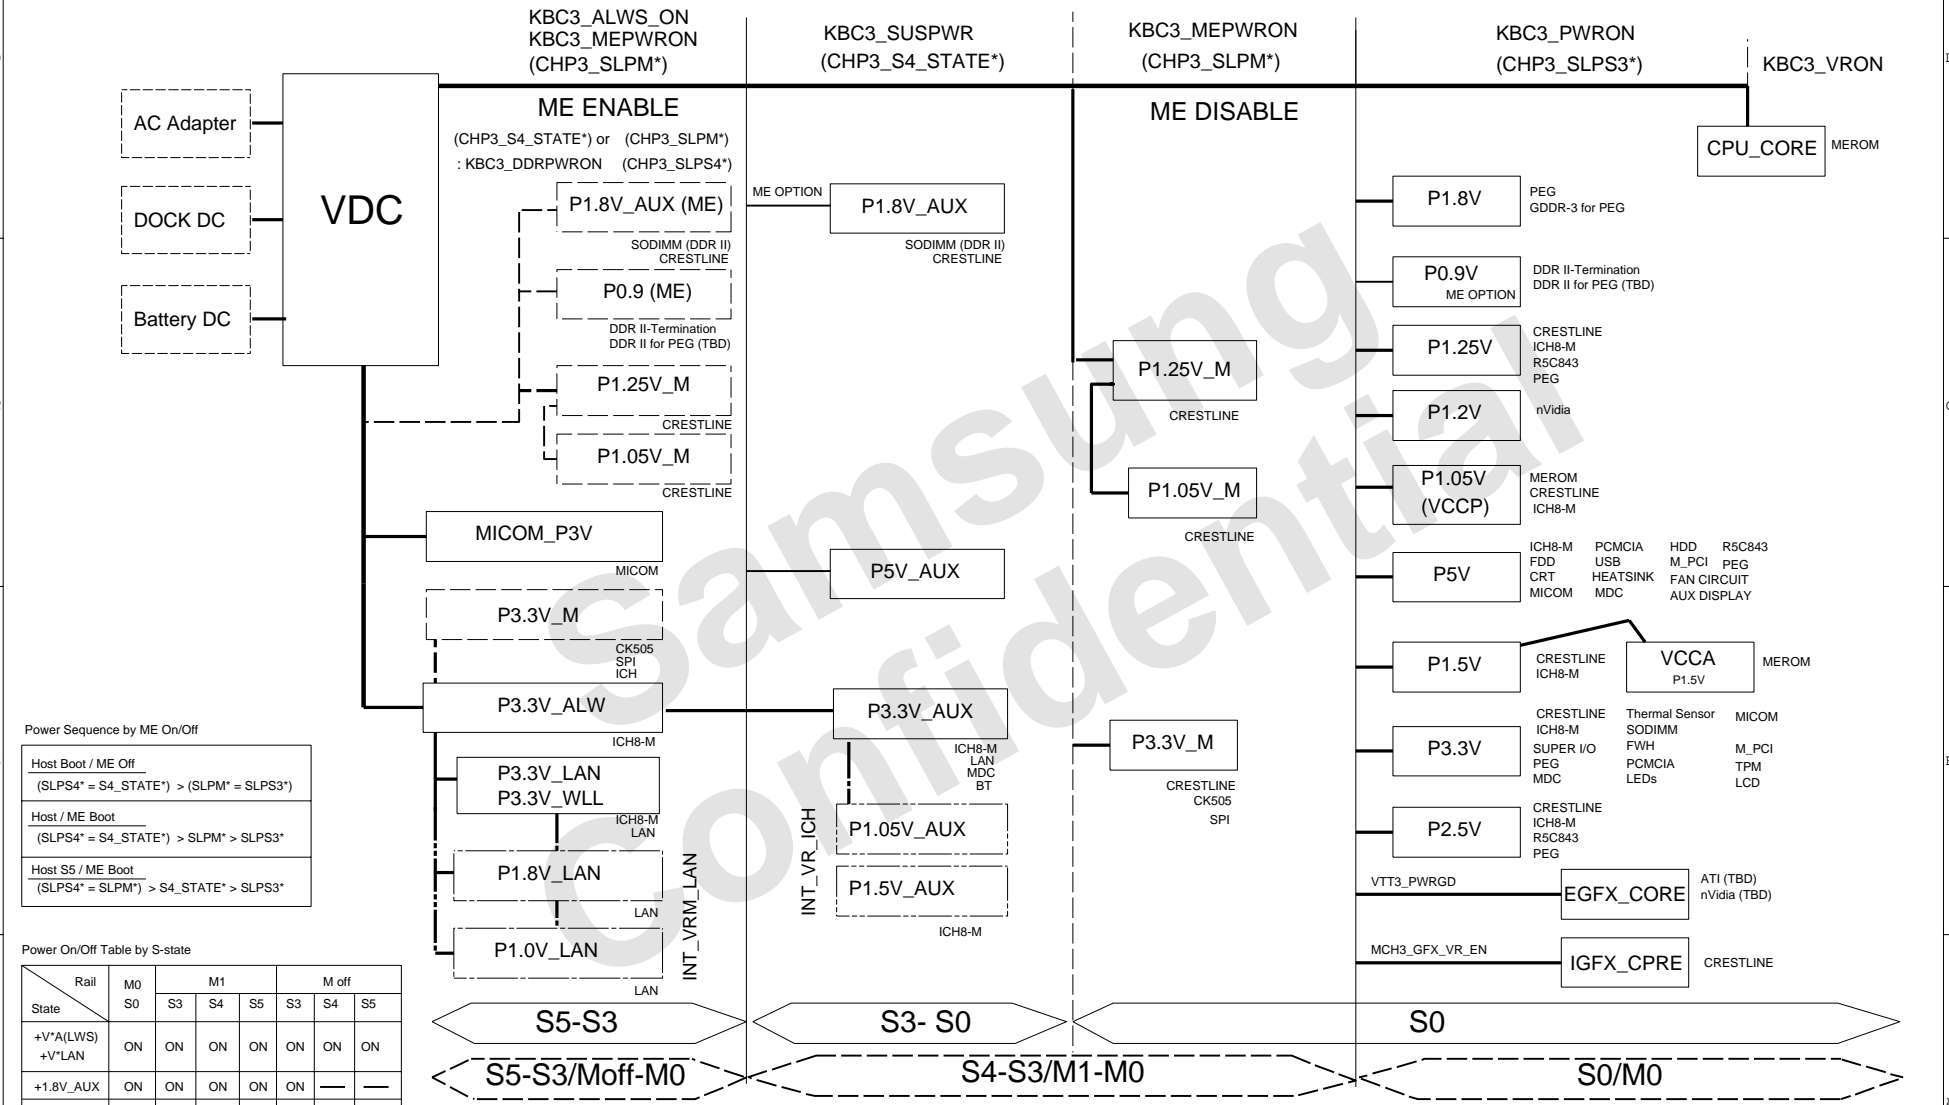 KBC3_ALWS_ON
KBC3_MEPWRON
(CHP3_SLPM*)
KBC3_SUSPWR
(CHP3_S4_STATE*)
KBC3_MEPWRON
(CHP3_SLPM*)
KBC3_PWRON
(CHP3_SLPS3*)
KBC3_VRON
AC Adapter
DOCK DC
Battery DC
VDC
ME ENABLE
(CHP3_S4_STATE*) or (CHP3_SLPM*)
: KBC3_DDRPWRON (CHP3_SLPS4*)
ME DISABLE
CPU_CORE
MEROM
P1.8V_AUX (ME)
SODIMM (DDR II)
CRESTLINE
P0.9 (ME)
DDR II-Termination
DDR II for PEG (TBD)
P1.25V_M
CRESTLINE
P1.05V_M
CRESTLINE
MICOM_P3V
MICOM
P3.3V_M
CK505
SPI
ICH
P3.3V_ALW
ICH8-M
P3.3V_LAN
P3.3V_WLL
ICH8-M
LAN
P1.8V_LAN
LAN
P1.0V_LAN
LAN
INT_VRM_LAN
ME OPTION
P1.8V_AUX
SODIMM (DDR II)
CRESTLINE
P5V_AUX
P3.3V_AUX
ICH8-M
LAN
MDC
BT
P1.05V_AUX
P1.5V_AUX
ICH8-M
INT_VR_ICH
P1.25V_M
CRESTLINE
P1.05V_M
CRESTLINE
P3.3V_M
CRESTLINE
CK505
SPI
P1.8V
PEG
GDDR-3 for PEG
P0.9V
ME OPTION
DDR II-Termination
DDR II for PEG (TBD)
P1.25V
CRESTLINE
ICH8-M
R5C843
PEG
P1.2V
nVidia
P1.05V
(VCCP)
MEROM
CRESTLINE
ICH8-M
P5V
ICH8-M PCMCIA HDD R5C843
FDD USB M_PCI PEG
CRT HEATSINK FAN CIRCUIT
MICOM MDC AUX DISPLAY
P1.5V
CRESTLINE
ICH8-M
VCCA
P1.5V
MEROM
P3.3V
CRESTLINE Thermal Sensor MICOM
ICH8-M SODIMM
SUPER I/O FWH M_PCI
PEG PCMCIA TPM
MDC LEDs LCD
P2.5V
CRESTLINE
ICH8-M
R5C843
PEG
VTT3_PWRGD
EGFX_CORE
ATI (TBD)
nVidia (TBD)
MCH3_GFX_VR_EN
IGFX_CPRE
CRESTLINE
Power Sequence by ME On/Off
Host Boot / ME Off
(SLPS4* = S4_STATE*) > (SLPM* = SLPS3*)
Host / ME Boot
(SLPS4* = S4_STATE*) > SLPM* > SLPS3*
Host S5 / ME Boot
(SLPS4* = SLPM*) > S4_STATE* > SLPS3*
Power On/Off Table by S-state
Rail M0 M1 M off
State S0 S3 S4 S5 S3 S4 S5
+V*A(LWS)
+V*LAN
ON ON ON ON ON ON ON
+1.8V_AUX ON ON ON ON ON — —
S5-S3
S3- S0
S0
S5-S3/Moff-M0
S4-S3/M1-M0
S0/M0
Samsung
Confidential